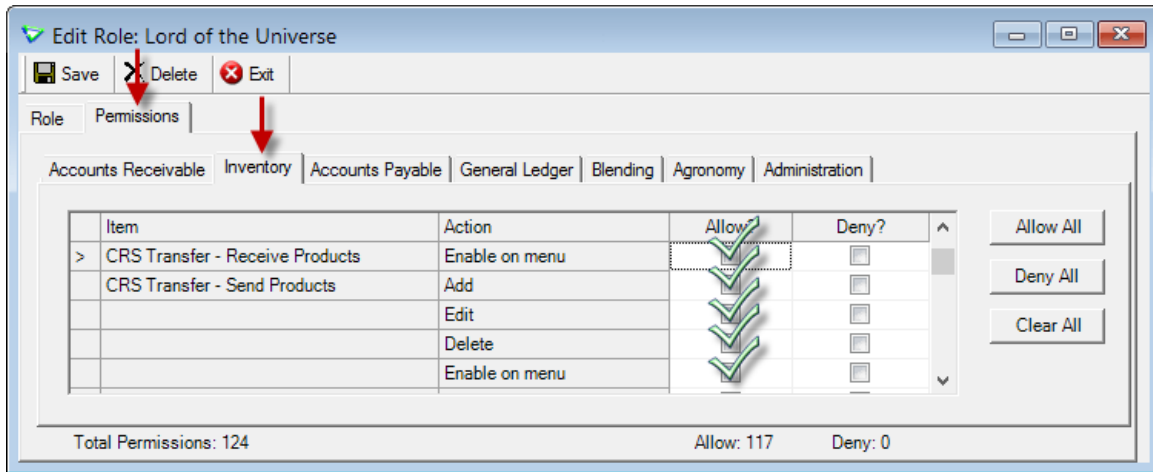 Edit Role: Lord of the Universe
Save Delete Exit
Role Permissions
Accounts Receivable Inventory Accounts Payable General Ledger Blending Agronomy Administration
Item Action Allow? Deny? Allow All
> CRS Transfer - Receive Products Enable on menu
CRS Transfer - Send Products Add Deny All
Edit
Clear All
Delete
Enable on menu
Total Permissions: 124 Allow: 117 Deny: 0